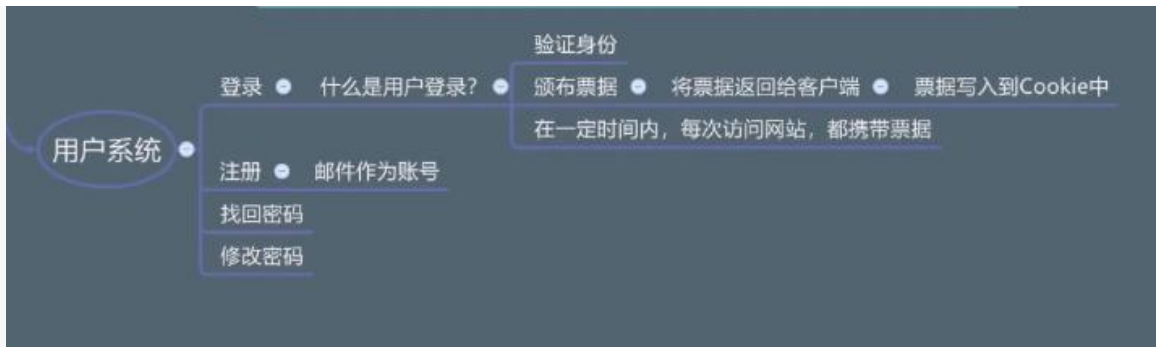 验证身份
登录
什么是用户登录?
颁布票据
将票据返回给客户端
票据写入到Cookie中
在一定时间内，每次访问网站，都携带票据
用户系统
注册
邮件作为账号
找回密码
修改密码